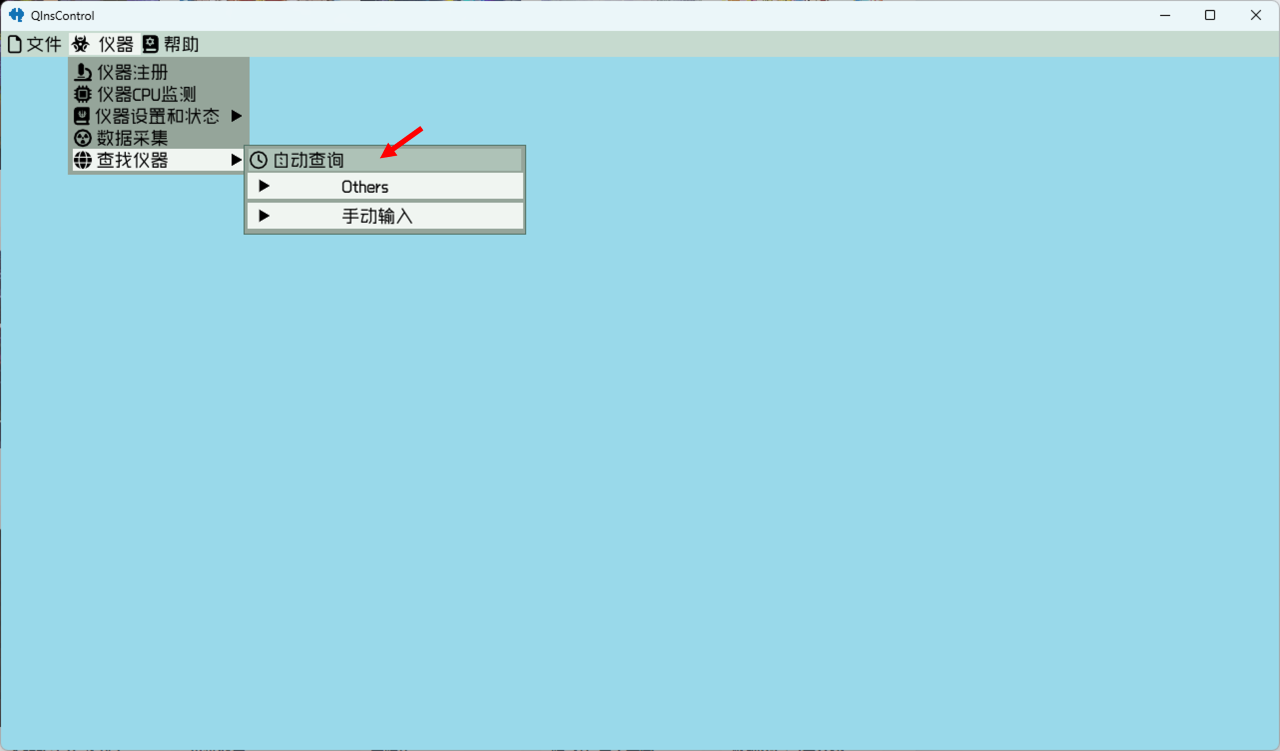 QInsControl
文件 仪器 帮助
仪器注册
仪器CPU监测
仪器设置和状态
数据采集
查找仪器
自动查询
Others
手动输入